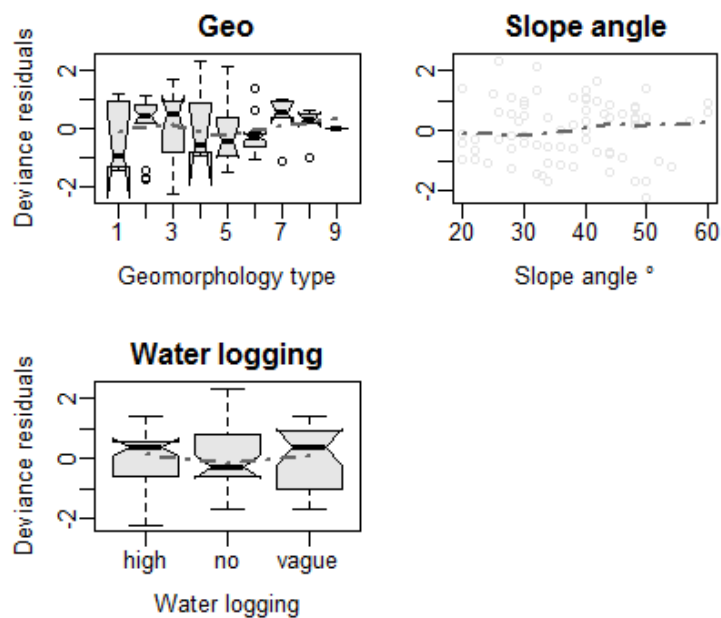 Geo
Deviance residuals
2
0
-2
1 3 5 7 9
Geomorphology type
Slope angle
2
0
-2
20 30 40 50 60
Slope angle °
Water logging
Deviance residuals
2
0
-2
high no vague
Water logging